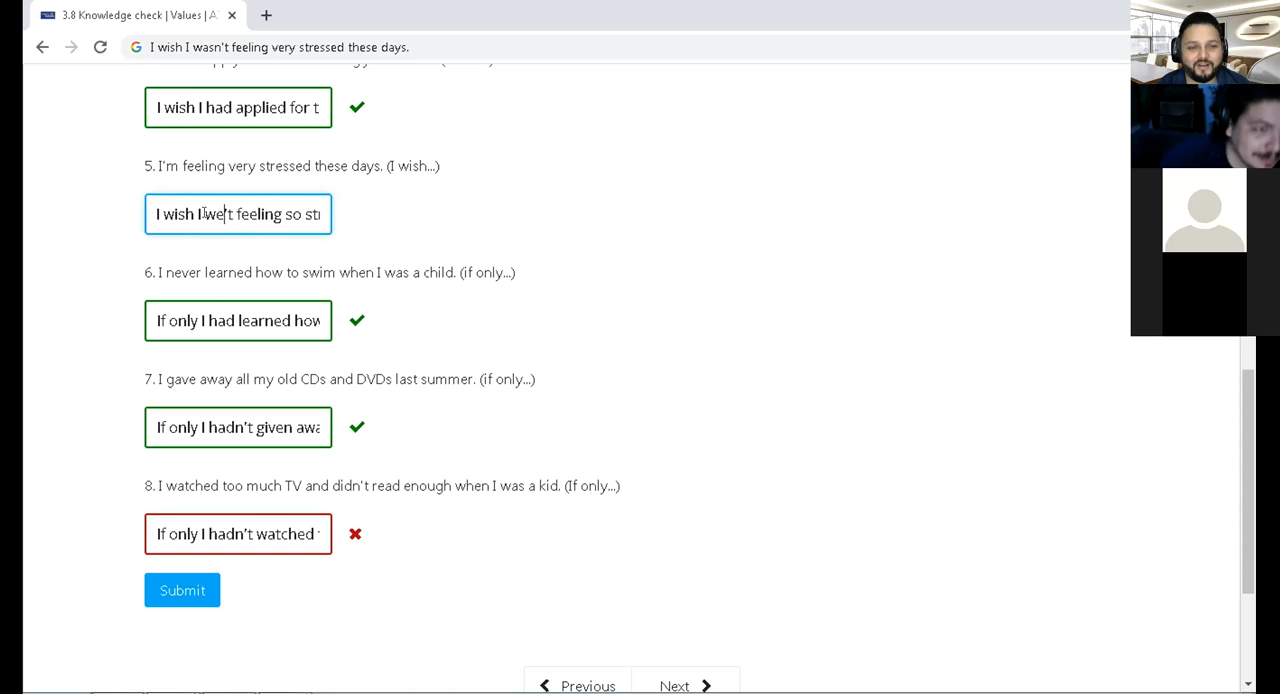 3.8 Knowledge check | Values |
I wish I wasn't feeling very stressed these days.
I wish I had applied for t
5. I'm feeling very stressed these days. (I wish...)
I wish I we't feeling so st
6. I never learned how to swim when I was a child. (if only...)
If only I had learned how
7. I gave away all my old CDs and DVDs last summer. (if only...)
If only I hadn't given awa
8. I watched too much TV and didn't read enough when I was a kid. (If only...)
If only I hadn't watched
Submit
Previous
Next